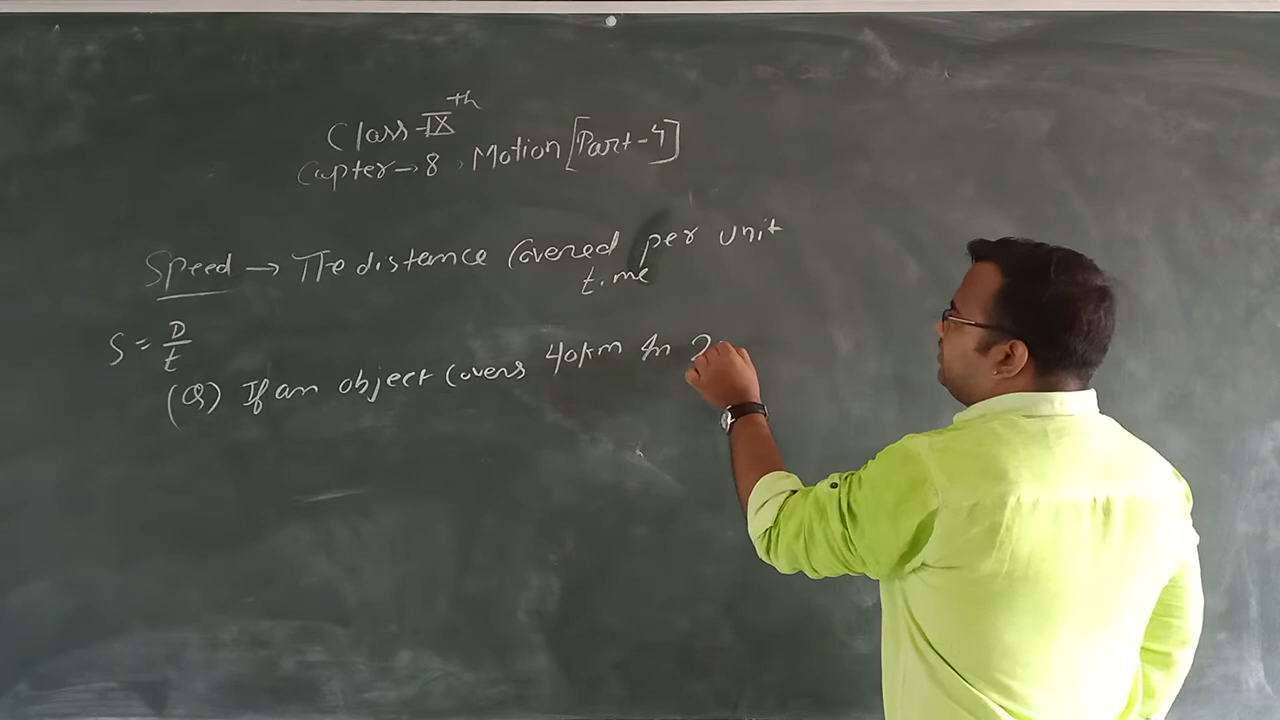 Class-IXth
Capter→8, Motion [Part-4]
Speed → The distance Covered per unit
time
S = D/t
(Q) If an object Covers 40km In 2